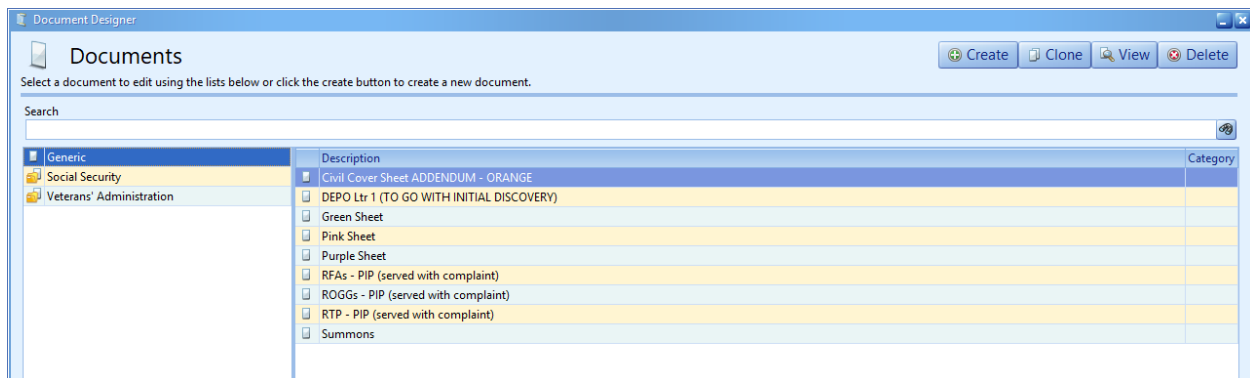 Document Designer
Documents
Create Clone View Delete
Select a document to edit using the lists below or click the create button to create a new document.
Search
Generic
Social Security
Veterans' Administration
Description Category
Civil Cover Sheet ADDENDUM - ORANGE
DEPO Ltr 1 (TO GO WITH INITIAL DISCOVERY)
Green Sheet
Pink Sheet
Purple Sheet
RFAs - PIP (served with complaint)
ROGGs - PIP (served with complaint)
RTP - PIP (served with complaint)
Summons